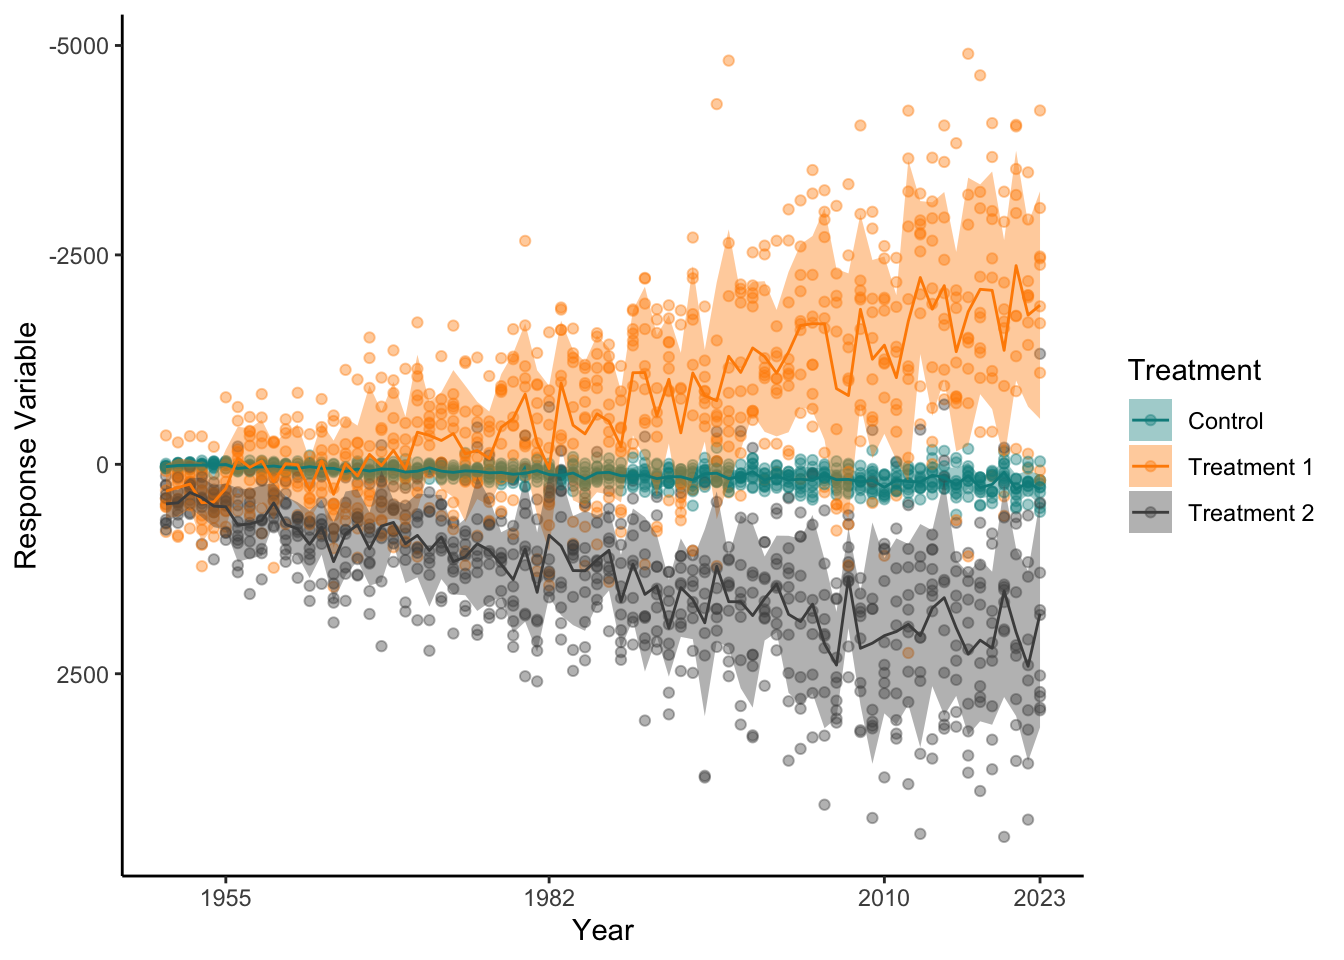 -5000
-2500
0
2500
Response Variable
1955
1982
2010
2023
Year
Treatment
Control
Treatment 1
Treatment 2